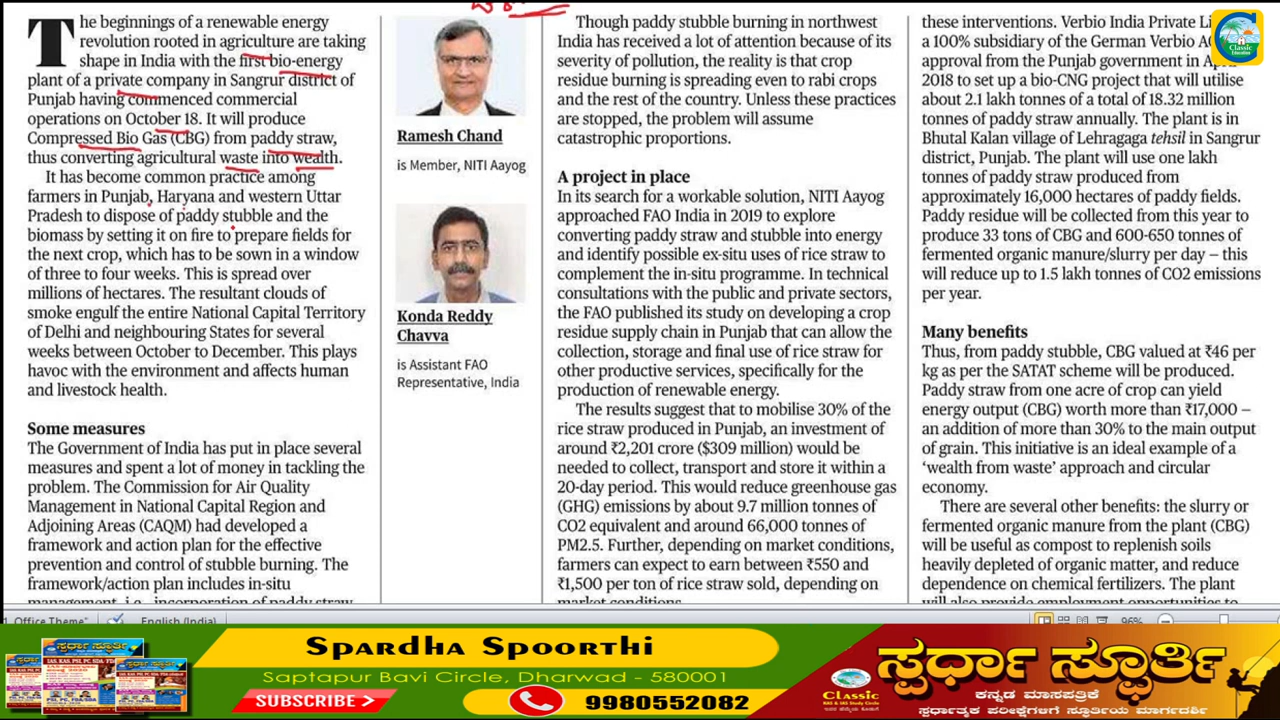 The beginnings of a renewable energy
revolution rooted in agriculture are taking
shape in India with the first bio-energy
plant of a private company in Sangrur district of
Punjab having commenced commercial
operations on October 18. It will produce
Compressed Bio Gas (CBG) from paddy straw,
thus converting agricultural waste into wealth.
It has become common practice among
farmers in Punjab, Haryana and western Uttar
Pradesh to dispose of paddy stubble and the
biomass by setting it on fire to prepare fields for
the next crop, which has to be sown in a window
of three to four weeks. This is spread over
millions of hectares. The resultant clouds of
smoke engulf the entire National Capital Territory
of Delhi and neighbouring States for several
weeks between October to December. This plays
havoc with the environment and affects human
and livestock health.
Some measures
The Government of India has put in place several
measures and spent a lot of money in tackling the
problem. The Commission for Air Quality
Management in National Capital Region and
Adjoining Areas (CAQM) had developed a
framework and action plan for the effective
prevention and control of stubble burning. The
framework/action plan includes in-situ
management, i.e., incorporation of paddy straw
Ramesh Chand
is Member, NITI Aayog
Konda Reddy
Chavva
is Assistant FAO
Representative, India
Though paddy stubble burning in northwest
India has received a lot of attention because of its
severity of pollution, the reality is that crop
residue burning is spreading even to rabi crops
and the rest of the country. Unless these practices
are stopped, the problem will assume
catastrophic proportions.
A project in place
In its search for a workable solution, NITI Aayog
approached FAO India in 2019 to explore
converting paddy straw and stubble into energy
and identify possible ex-situ uses of rice straw to
complement the in-situ programme. In technical
consultations with the public and private sectors,
the FAO published its study on developing a crop
residue supply chain in Punjab that can allow the
collection, storage and final use of rice straw for
other productive services, specifically for the
production of renewable energy.
The results suggest that to mobilise 30% of the
rice straw produced in Punjab, an investment of
around ₹2,201 crore ($309 million) would be
needed to collect, transport and store it within a
20-day period. This would reduce greenhouse gas
(GHG) emissions by about 9.7 million tonnes of
CO2 equivalent and around 66,000 tonnes of
PM2.5. Further, depending on market conditions,
farmers can expect to earn between ₹550 and
₹1,500 per ton of rice straw sold, depending on
market conditions.
these interventions. Verbio India Private
a 100% subsidiary of the German Verbio
approval from the Punjab government in
2018 to set up a bio-CNG project that will utilise
about 2.1 lakh tonnes of a total of 18.32 million
tonnes of paddy straw annually. The plant is in
Bhutal Kalan village of Lehragaga tehsil in Sangrur
district, Punjab. The plant will use one lakh
tonnes of paddy straw produced from
approximately 16,000 hectares of paddy fields.
Paddy residue will be collected from this year to
produce 33 tons of CBG and 600-650 tonnes of
fermented organic manure/slurry per day – this
will reduce up to 1.5 lakh tonnes of CO2 emissions
per year.
Many benefits
Thus, from paddy stubble, CBG valued at ₹46 per
kg as per the SATAT scheme will be produced.
Paddy straw from one acre of crop can yield
energy output (CBG) worth more than ₹17,000 –
an addition of more than 30% to the main output
of grain. This initiative is an ideal example of a
‘wealth from waste’ approach and circular
economy.
There are several other benefits: the slurry or
fermented organic manure from the plant (CBG)
will be useful as compost to replenish soils
heavily depleted of organic matter, and reduce
dependence on chemical fertilizers. The plant
will also provide employment opportunities to
Classic
Education
Office Theme"
English (India)
96%
Spardha Spoorthi
Saptapur Bavi Circle, Dharwad - 580001
SUBSCRIBE
9980552082
ಸ್ಪರ್ಧಾ ಸ್ಫೂರ್ತಿ
Classic
KAS & IAS Study Circle
ಕನ್ನಡ ಮಾಸಪತ್ರಿಕೆ
ಸ್ಪರ್ಧಾತ್ಮಕ ಪರೀಕ್ಷೆಗಳಿಗೆ ಸ್ಫೂರ್ತಿಯ ಮಾರ್ಗದರ್ಶಿ